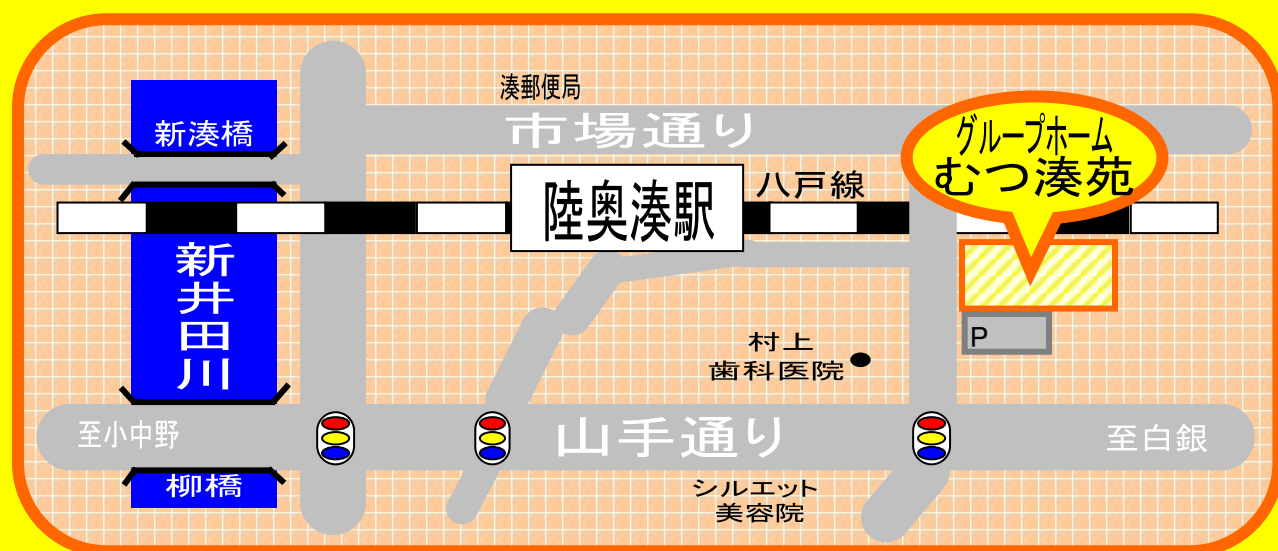 湊郵便局
市場通り
新湊橋
グループホーム
むつ湊苑
八戸線
陸奥湊駅
新井田川
P
村上
歯科医院
至小中野
山手通り
至白銀
柳橋
シルエット
美容院